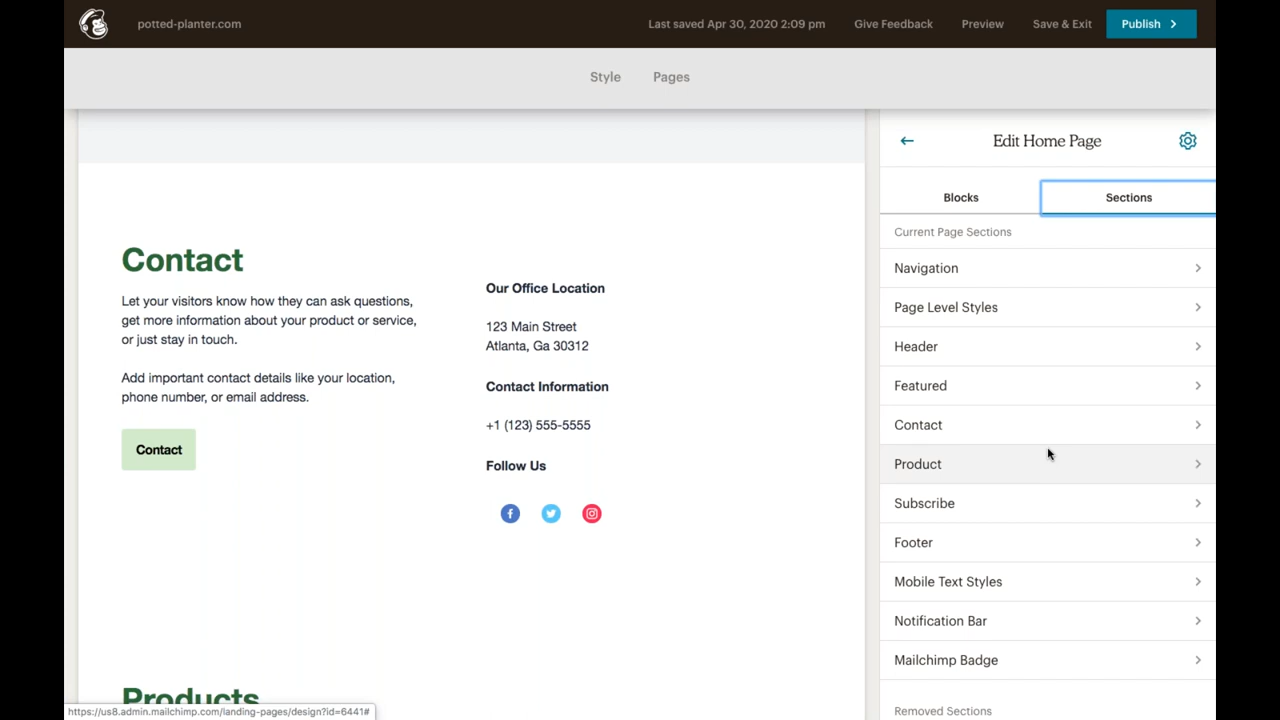 potted-planter.com
Last saved Apr 30, 2020 2:09 pm
Give Feedback
Preview
Save & Exit
Publish
Style
Pages
Edit Home Page
Blocks
Sections
Current Page Sections
Navigation
Page Level Styles
Header
Featured
Contact
Product
Subscribe
Footer
Mobile Text Styles
Notification Bar
Mailchimp Badge
Removed Sections
Contact
Let your visitors know how they can ask questions,
get more information about your product or service,
or just stay in touch.
Add important contact details like your location,
phone number, or email address.
Contact
Our Office Location
123 Main Street
Atlanta, Ga 30312
Contact Information
+1 (123) 555-5555
Follow Us
Products
https://us8.admin.mailchimp.com/landing-pages/design?id=6441#